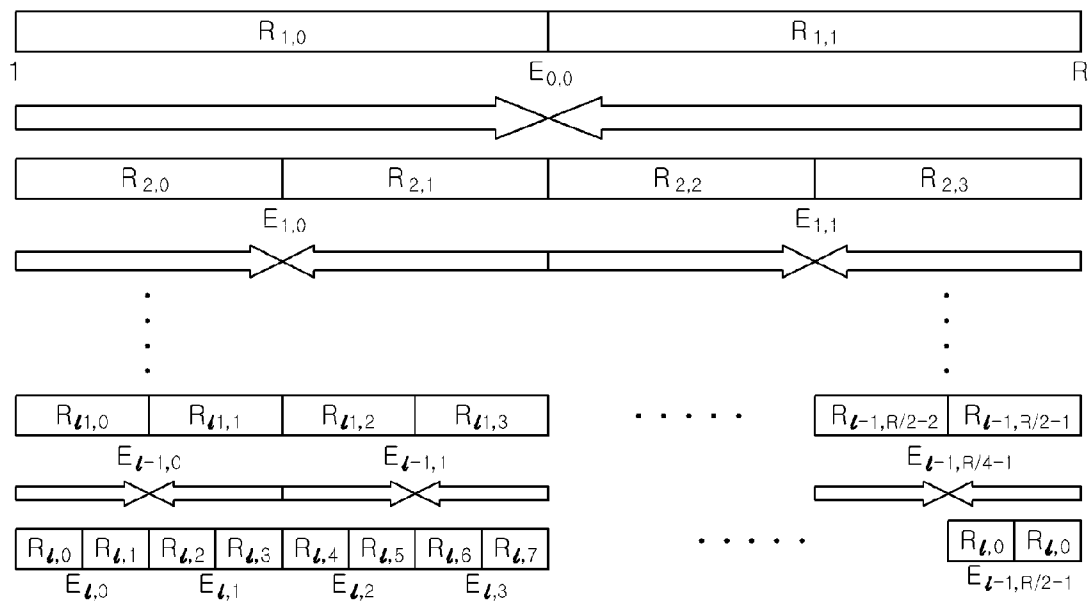 R1,0 R1,1
1 E0,0 R
R2,0 R2,1 R2,2 R2,3
E1,0 E1,1
Rℓ1,0 Rℓ1,1 Rℓ1,2 Rℓ1,3 . . . . . Rℓ-1,R/2-2 Rℓ-1,R/2-1
Eℓ-1,0 Eℓ-1,1 Eℓ-1,R/4-1
Rℓ,0 Rℓ,1 Rℓ,2 Rℓ,3 Rℓ,4 Rℓ,5 Rℓ,6 Rℓ,7 . . . . . Rℓ,0 Rℓ,0
Eℓ,0 Eℓ,1 Eℓ,2 Eℓ,3 Eℓ-1,R/2-1